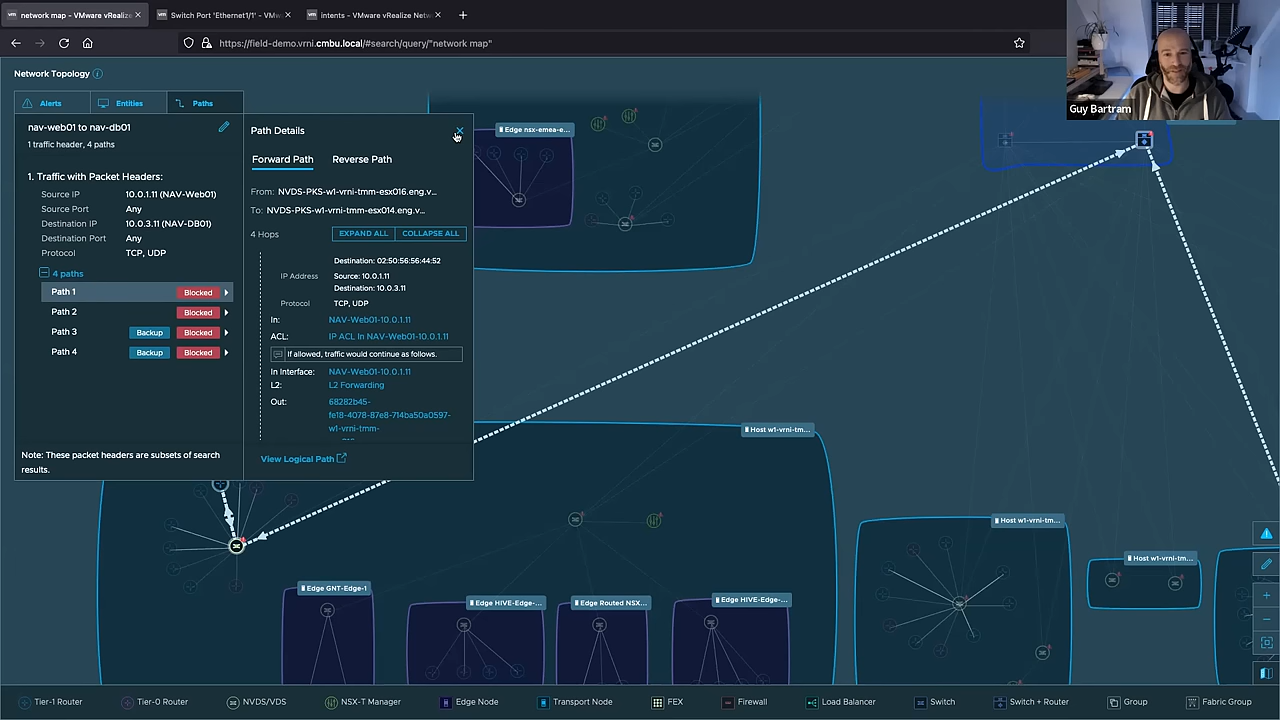 network map - VMware vRealize
Switch Port 'Ethernet1/1' - VMw
intents - VMware vRealize Netw
https://field-demo.vrni.cmbu.local/#search/query/"network map"
Guy Bartram
Network Topology
Alerts
Entities
Paths
nav-web01 to nav-db01
1 traffic header, 4 paths
1. Traffic with Packet Headers:
Source IP 10.0.1.11 (NAV-Web01)
Source Port Any
Destination IP 10.0.3.11 (NAV-DB01)
Destination Port Any
Protocol TCP, UDP
4 paths
Path 1 Blocked
Path 2 Blocked
Path 3 Backup Blocked
Path 4 Backup Blocked
Note: These packet headers are subsets of search
results.
Path Details
Forward Path Reverse Path
From: NVDS-PKS-w1-vrni-tmm-esx016.eng.v...
To: NVDS-PKS-w1-vrni-tmm-esx014.eng.v...
4 Hops EXPAND ALL COLLAPSE ALL
Destination: 02:50:56:56:44:52
IP Address Source: 10.0.1.11
Destination: 10.0.3.11
Protocol TCP, UDP
In: NAV-Web01-10.0.1.11
ACL: IP ACL In NAV-Web01-10.0.1.11
If allowed, traffic would continue as follows.
In Interface: NAV-Web01-10.0.1.11
L2: L2 Forwarding
Out: 68282b45-
fe18-4078-87e8-714ba50a0597-
w1-vrni-tmm-
View Logical Path
Edge nsx-emea-e...
Host w1-vrni-tm...
Host w1-vrni-tm...
Host w1-vrni-tm...
Edge GNT-Edge-1
Edge HIVE-Edge-...
Edge Routed NSX...
Edge HIVE-Edge-...
Tier-1 Router
Tier-0 Router
NVDS/VDS
NSX-T Manager
Edge Node
Transport Node
FEX
Firewall
Load Balancer
Switch
Switch + Router
Group
Fabric Group